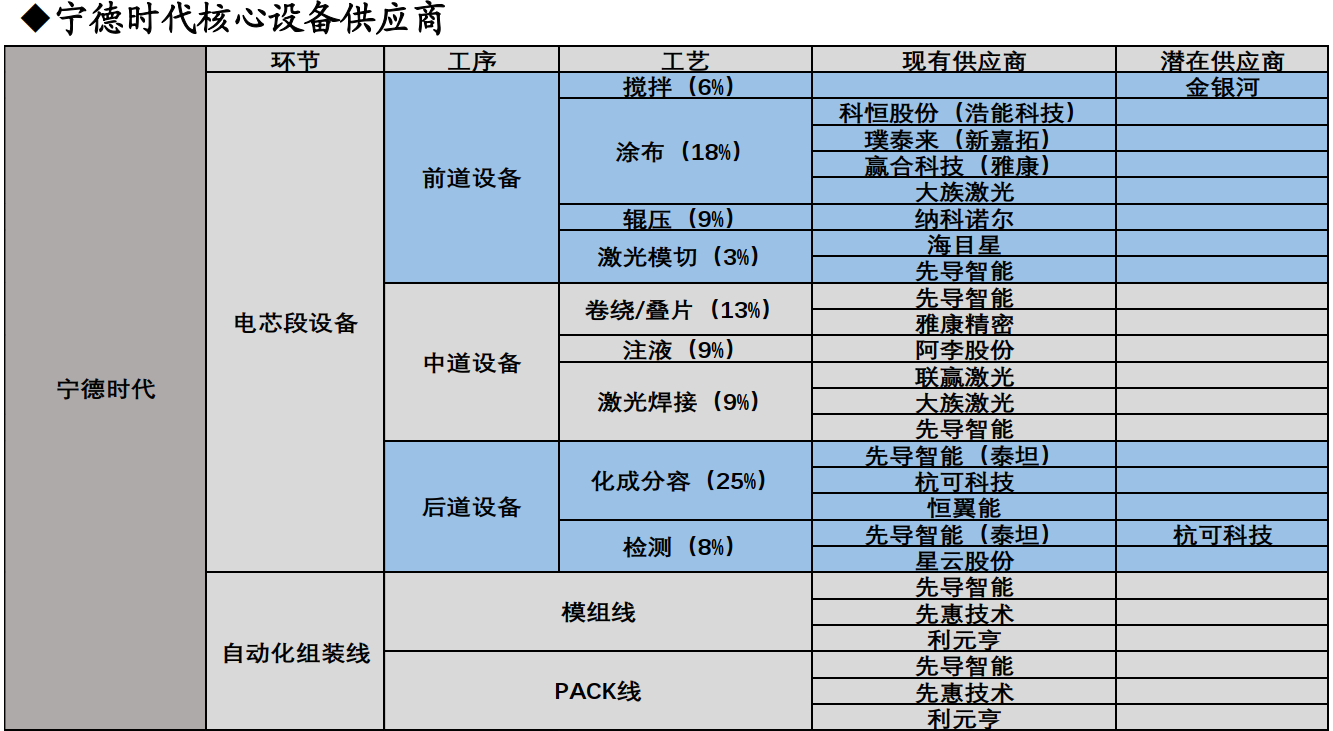 ◆宁德时代核心设备供应商
环节 工序 工艺 现有供应商 潜在供应商
搅拌（6%） 金银河
科恒股份（浩能科技）
涂布（18%） 璞泰来（新嘉拓）
赢合科技（雅康）
前道设备 大族激光
辊压（9%） 纳科诺尔
激光模切（3%） 海目星
先导智能
卷绕/叠片（13%） 先导智能
电芯段设备 雅康精密
注液（9%） 阿李股份
中道设备 联赢激光
宁德时代 激光焊接（9%） 大族激光
先导智能
化成分容（25%） 先导智能（泰坦）
杭可科技
后道设备 恒翼能
检测（8%） 先导智能（泰坦） 杭可科技
星云股份
先导智能
模组线 先惠技术
利元亨
自动化组装线 先导智能
PACK线 先惠技术
利元亨